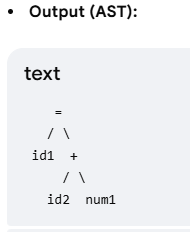 • Output (AST):
text
=
/ \
id1 +
/ \
id2 num1